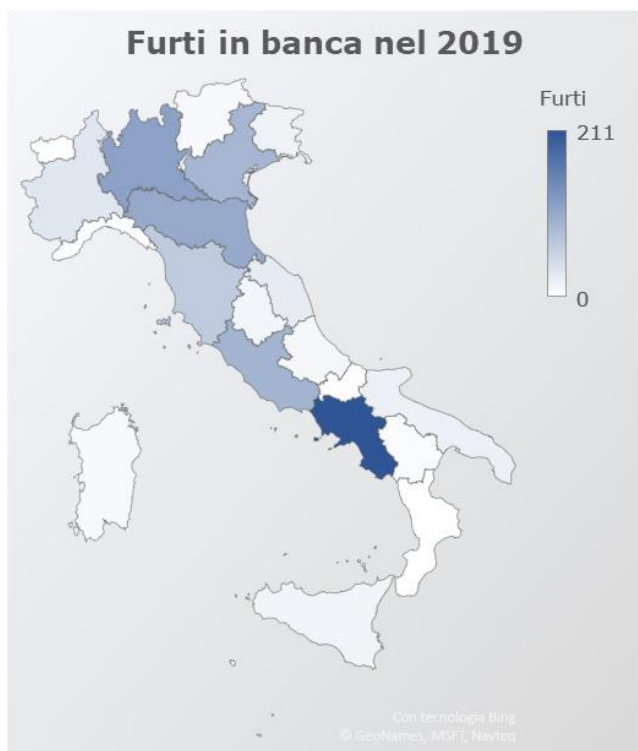 Furti in banca nel 2019
Furti
211
0
Con tecnologia Bing
© GeoNames, MSFT, Navteq